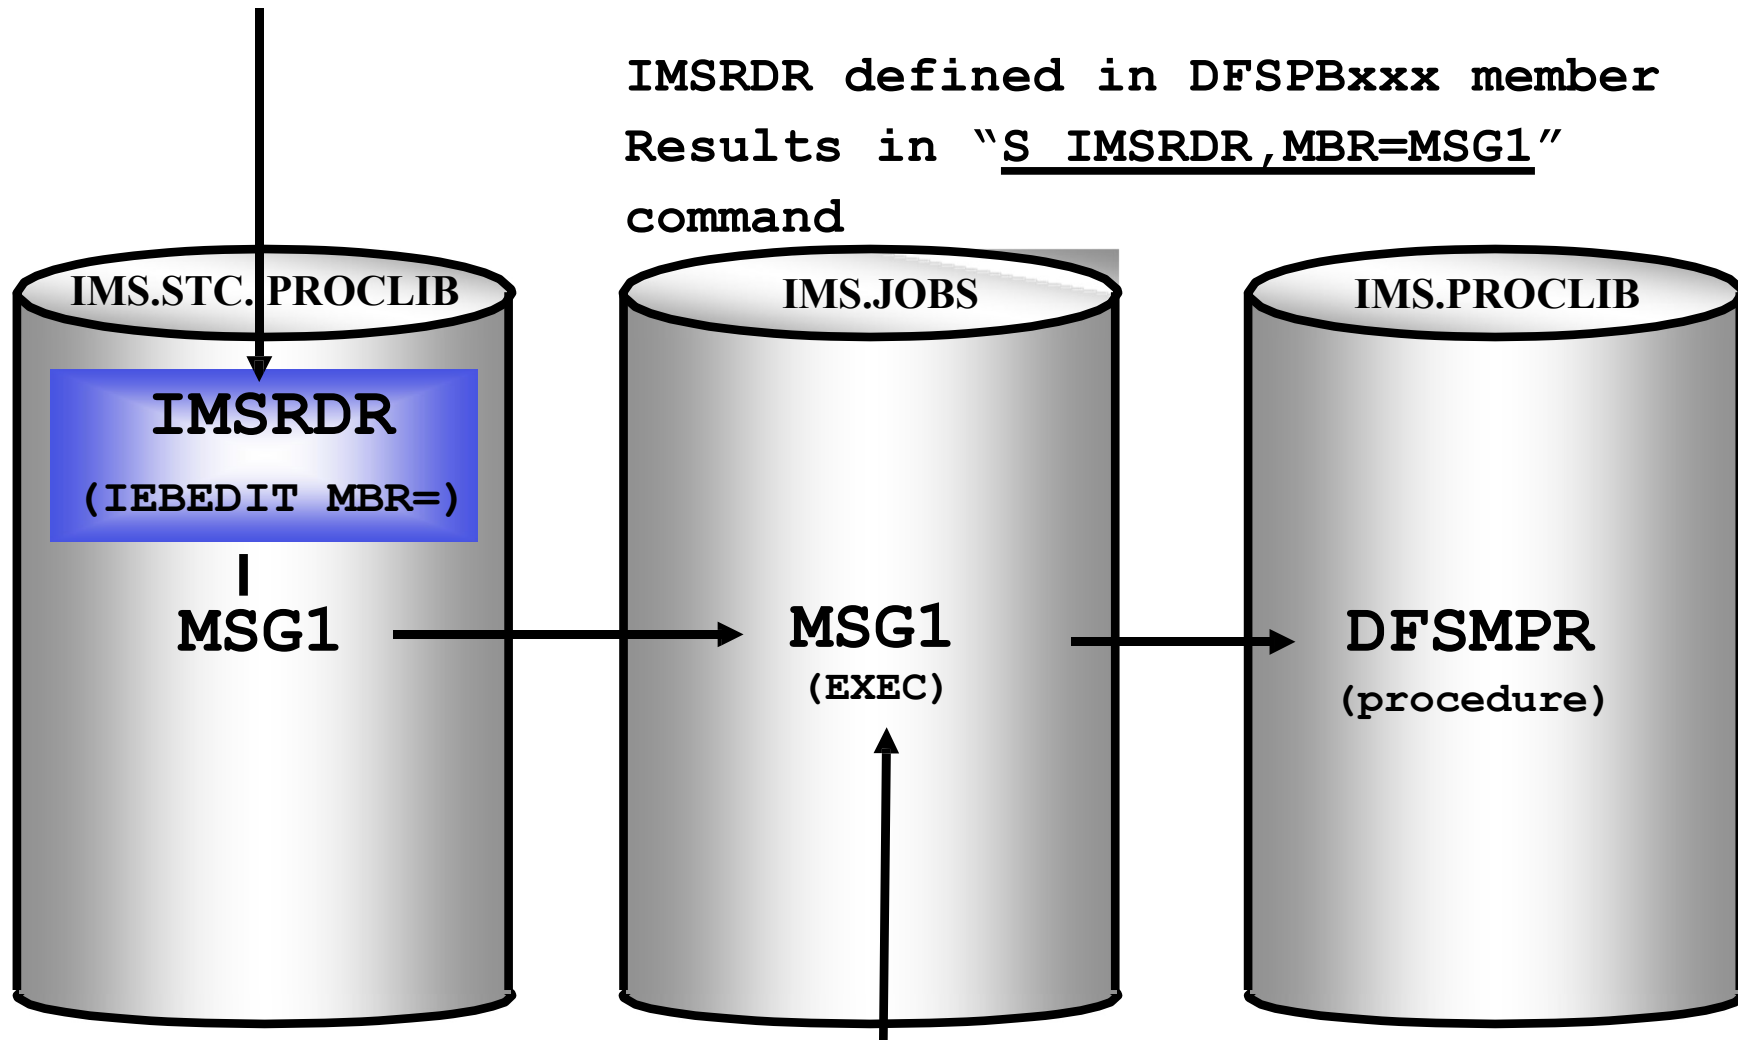 IMSRDR defined in DFSPBxxx member
Results in “S IMSRDR,MBR=MSG1”
command
IMS.STC. PROCLIB
IMS.JOBS
IMS.PROCLIB
IMSRDR
(IEBEDIT MBR=)
MSG1
MSG1
(EXEC)
DFSMPR
(procedure)